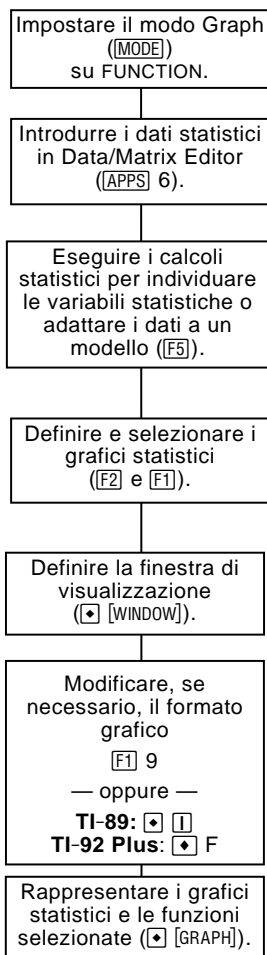 Impostare il modo Graph
(MODE)
su FUNCTION.
Introdurre i dati statistici
in Data/Matrix Editor
(APPS 6).
Eseguire i calcoli
statistici per individuare
le variabili statistiche o
adattare i dati a un
modello (F5).
Definire e selezionare i
grafici statistici
(F2 e F1).
Definire la finestra di
visualizzazione
(◆ [WINDOW]).
Modificare, se
necessario, il formato
grafico
F1 9
— oppure —
TI-89: ◆ |
TI-92 Plus: ◆ F
Rappresentare i grafici
statistici e le funzioni
selezionate (◆ [GRAPH]).